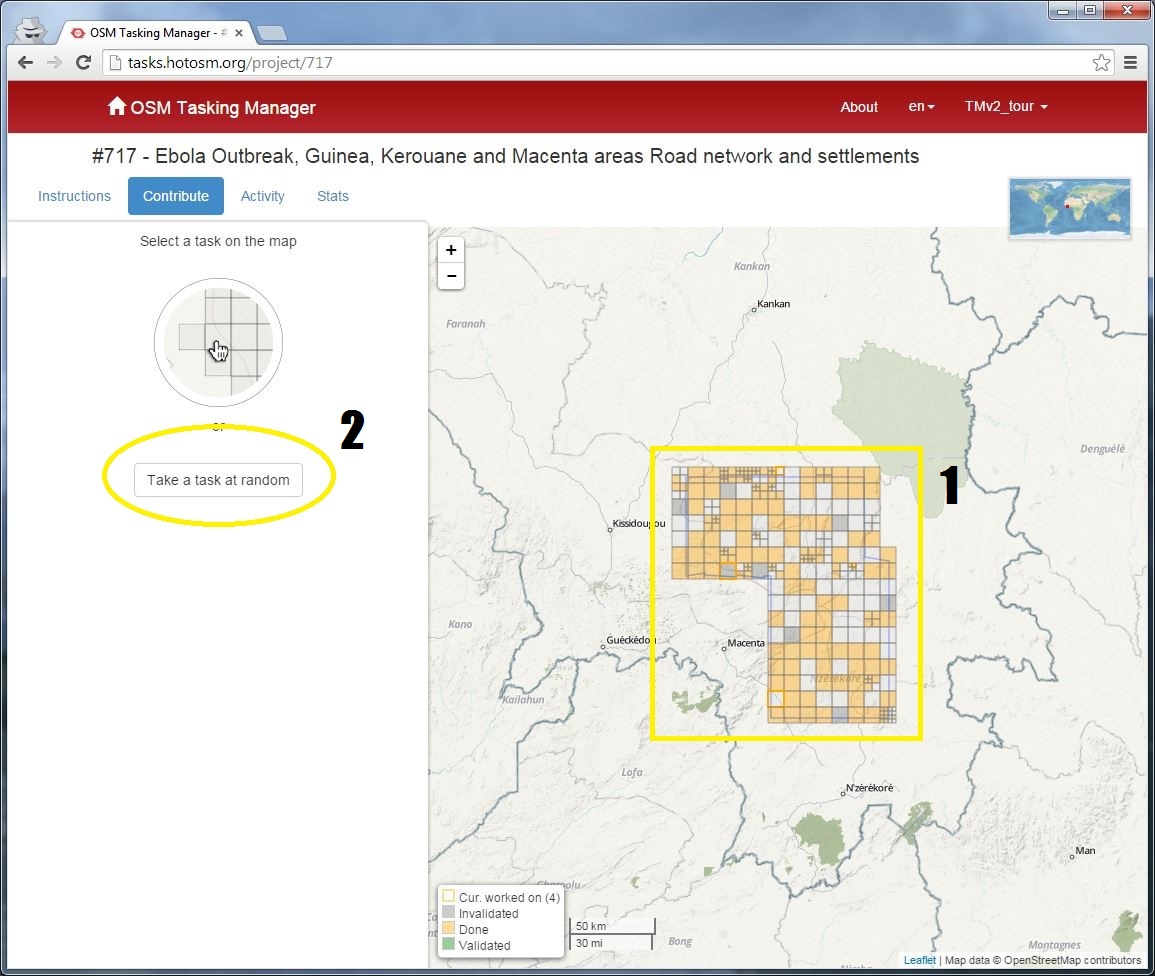 OSM Tasking Manager - #
tasks.hotosm.org/project/717
OSM Tasking Manager
About
en
TMv2_tour
#717 - Ebola Outbreak, Guinea, Kerouane and Macenta areas Road network and settlements
Instructions
Contribute
Activity
Stats
Select a task on the map
or
2
Take a task at random
+
−
Kankan
Kankan
Faranah
Denguélé
1
Kissidougou
Kono
Guéckédou
Macenta
Nzérékoré
Kailahun
Lofa
N'zérékoré
Man
Gbarpolu
Cur. worked on (4)
Invalidated
Done
Validated
50 km
30 mi
Bong
Montagnes
Nimba
Leaflet | Map data © OpenStreetMap contributors